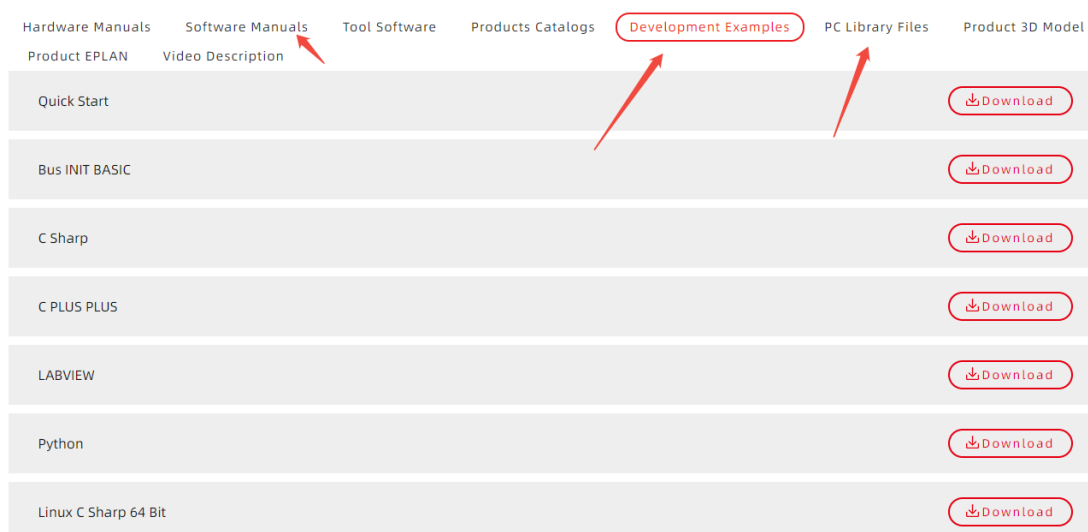 Hardware Manuals Software Manuals Tool Software Products Catalogs Development Examples PC Library Files Product 3D Model
Product EPLAN Video Description
Quick Start Download
Bus INIT BASIC Download
C Sharp Download
C PLUS PLUS Download
LABVIEW Download
Python Download
Linux C Sharp 64 Bit Download